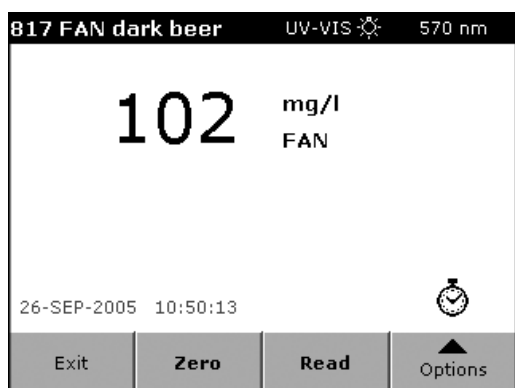 817 FAN dark beer UV-VIS 570 nm
102 mg/l
FAN
26-SEP-2005 10:50:13
Exit Zero Read Options